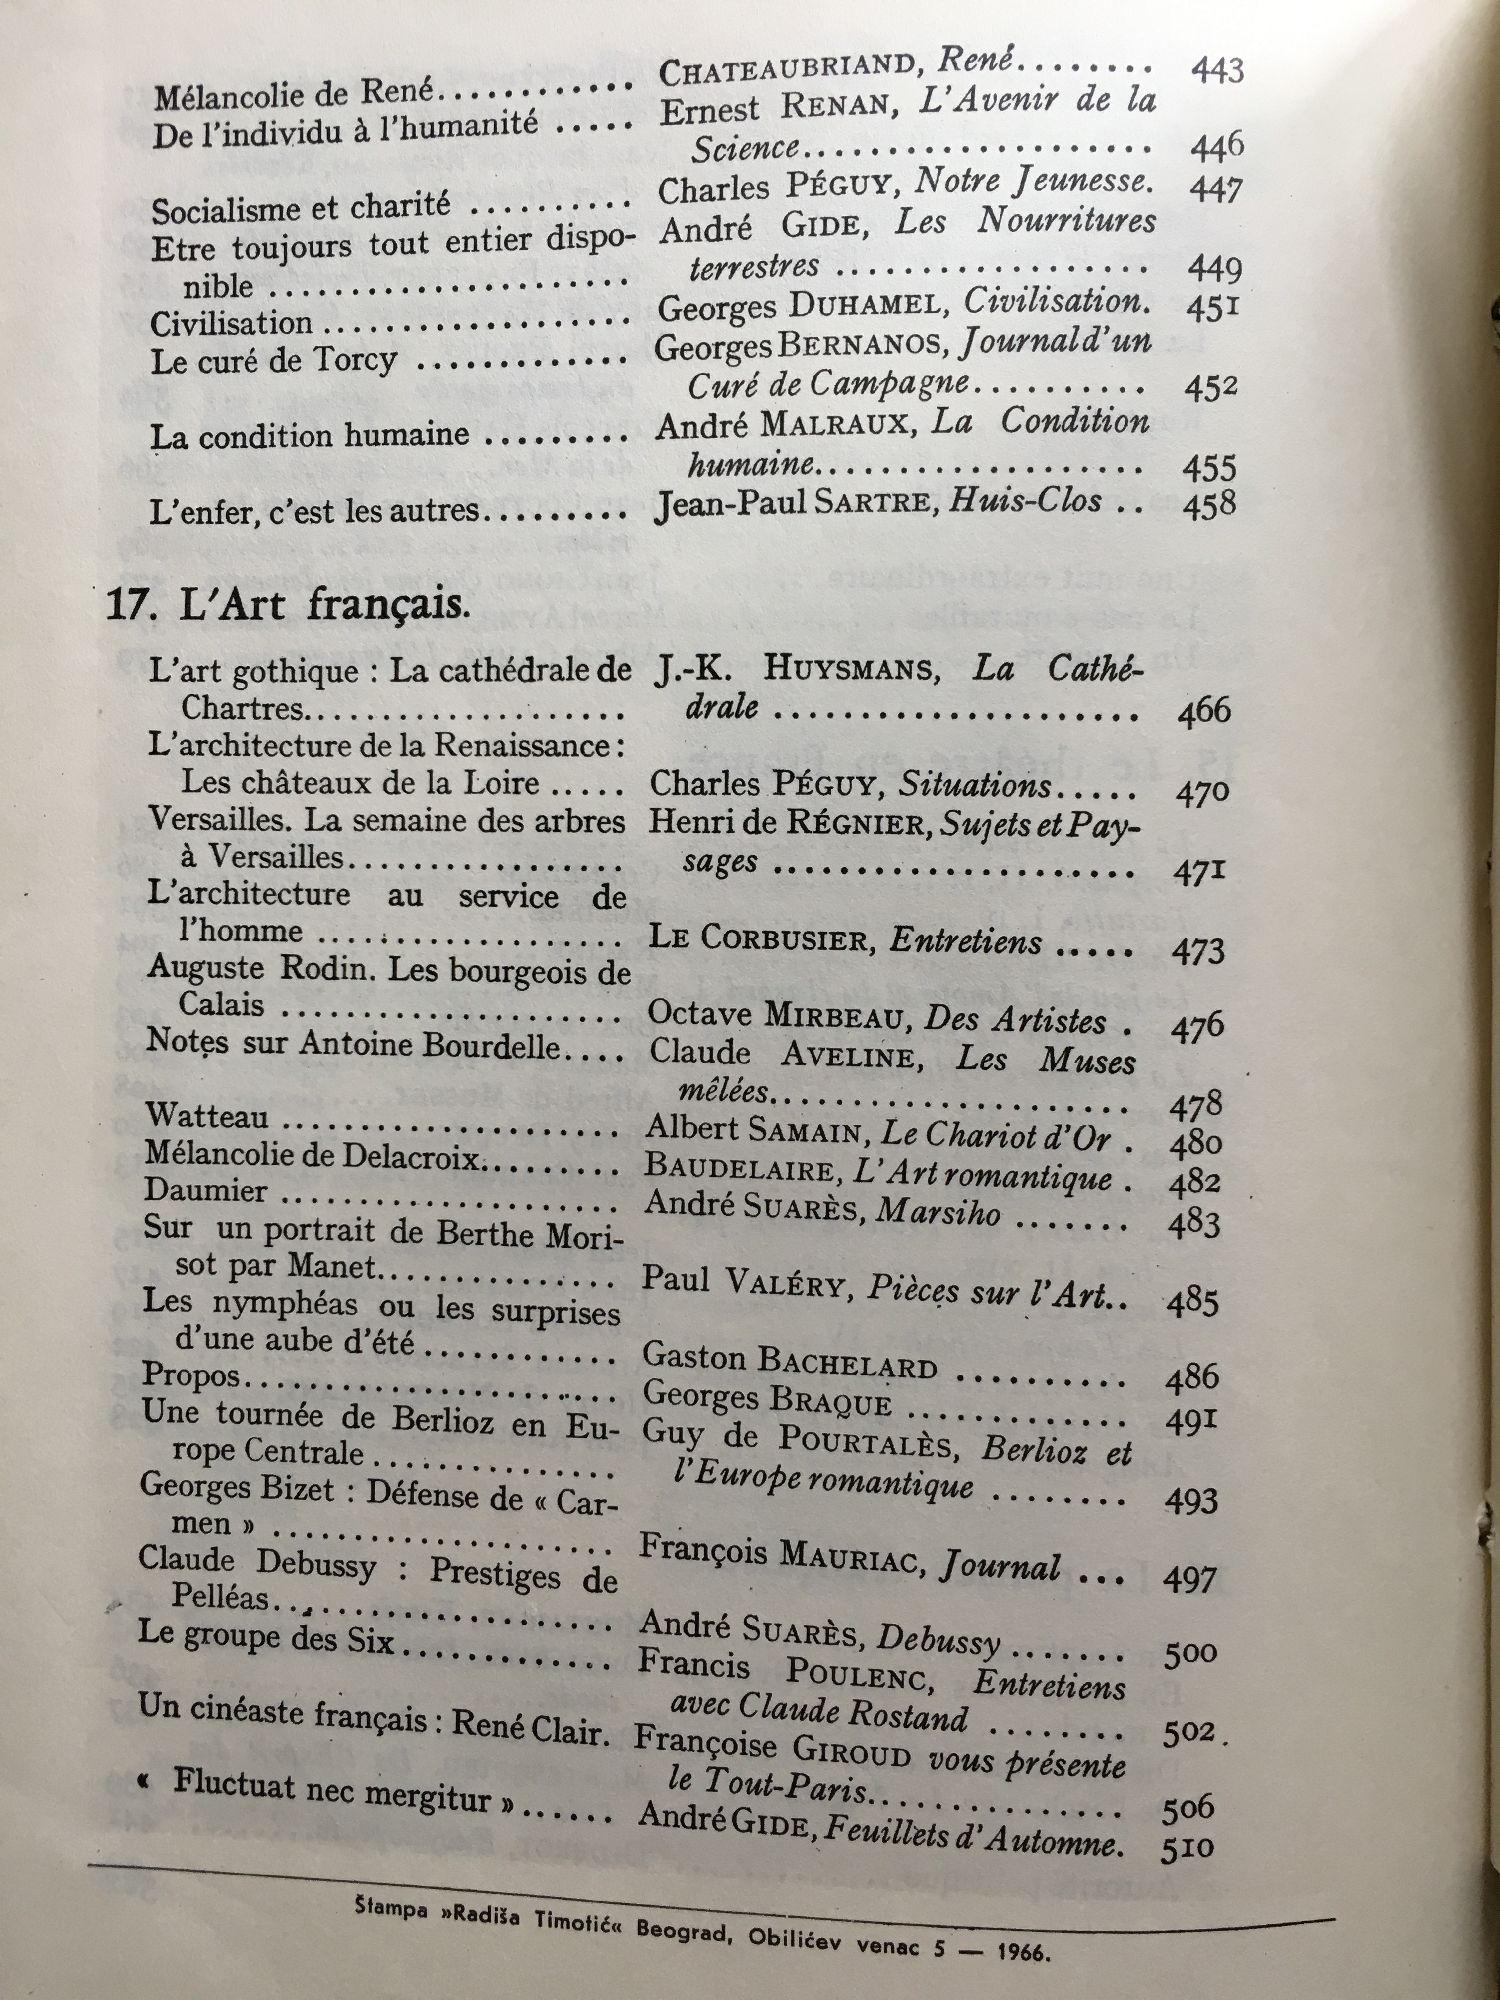 Mélancolie de René............ CHATEAUBRIAND, René........ 443
De l'individu à l'humanité ..... Ernest RENAN, L'Avenir de la
Science..................... 446
Socialisme et charité .......... Charles PÉGUY, Notre Jeunesse. 447
Etre toujours tout entier dispo- André GIDE, Les Nourritures
nible ...................... terrestres .................. 449
Civilisation................... Georges DUHAMEL, Civilisation. 451
Le curé de Torcy ............. Georges BERNANOS, Journal d'un
Curé de Campagne.......... 452
La condition humaine ......... André MALRAUX, La Condition
humaine.................... 455
L'enfer, c'est les autres......... Jean-Paul SARTRE, Huis-Clos .. 458
17. L'Art français.
L'art gothique : La cathédrale de J.-K. HUYSMANS, La Cathé-
Chartres.................... drale ...................... 466
L'architecture de la Renaissance :
Les châteaux de la Loire ..... Charles PÉGUY, Situations..... 470
Versailles. La semaine des arbres Henri de RÉGNIER, Sujets et Pay-
à Versailles................. sages ...................... 471
L'architecture au service de
l'homme ................... LE CORBUSIER, Entretiens ..... 473
Auguste Rodin. Les bourgeois de
Calais ..................... Octave MIRBEAU, Des Artistes . 476
Notes sur Antoine Bourdelle.... Claude AVELINE, Les Muses
mêlées...................... 478
Watteau ..................... Albert SAMAIN, Le Chariot d'Or . 480
Mélancolie de Delacroix......... BAUDELAIRE, L'Art romantique . 482
Daumier ..................... André SUARÈS, Marsiho ....... 483
Sur un portrait de Berthe Mori-
sot par Manet............... Paul VALÉRY, Pièces sur l'Art.. 485
Les nymphéas ou les surprises
d'une aube d'été ............ Gaston BACHELARD .......... 486
Propos....................... Georges BRAQUE ............. 491
Une tournée de Berlioz en Eu- Guy de POURTALÈS, Berlioz et
rope Centrale ............... l'Europe romantique ........ 493
Georges Bizet : Défense de « Car-
men » ..................... François MAURIAC, Journal ... 497
Claude Debussy : Prestiges de
Pelléas..................... André SUARÈS, Debussy ....... 500
Le groupe des Six............. Francis POULENC, Entretiens
avec Claude Rostand ........ 502
Un cinéaste français : René Clair. Françoise GIROUD vous présente
le Tout-Paris................ 506
« Fluctuat nec mergitur »...... André GIDE, Feuillets d'Automne. 510
Štampa »Radiša Timotić« Beograd, Obilićev venac 5 — 1966.